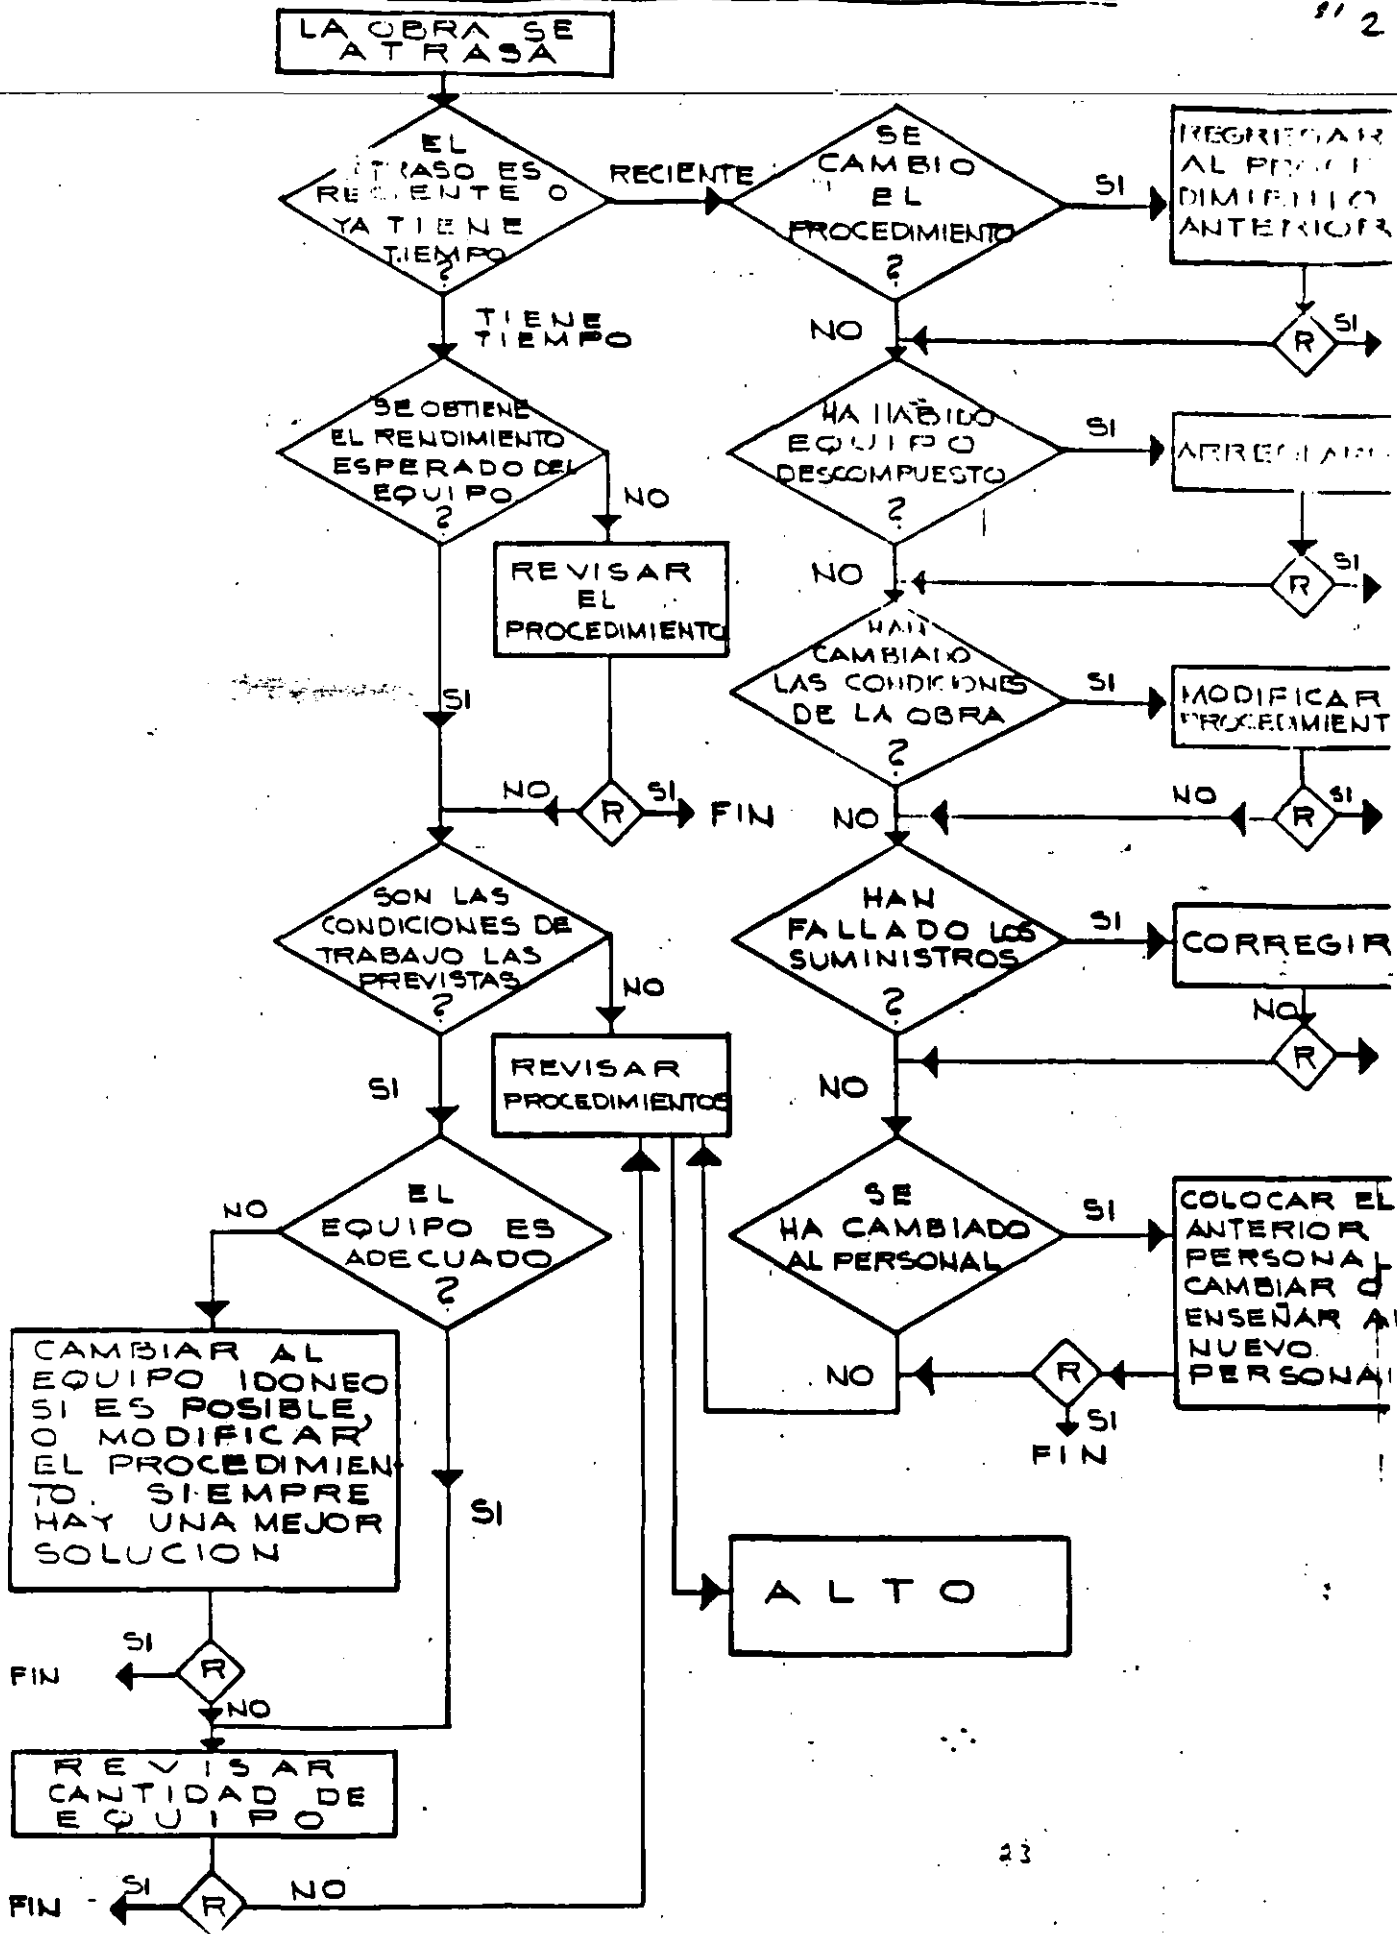 LA OBRA SE
ATRASA
EL
ATRASO ES
RECIENTE O
YA TIENE
TIEMPO
?
RECIENTE
TIENE
TIEMPO
SE OBTIENE
EL RENDIMIENTO
ESPERADO DEL
EQUIPO
?
NO
REVISAR
EL
PROCEDIMIENTO
SI
NO
R
SI
FIN
SON LAS
CONDICIONES DE
TRABAJO LAS
PREVISTAS
?
NO
REVISAR
PROCEDIMIENTOS
SI
EL
EQUIPO ES
ADECUADO
?
NO
CAMBIAR AL
EQUIPO IDONEO
SI ES POSIBLE,
O MODIFICAR
EL PROCEDIMIEN
TO. SIEMPRE
HAY UNA MEJOR
SOLUCION
SI
SI
R
FIN
NO
REVISAR
CANTIDAD DE
EQUIPO
SI
R
NO
FIN
SE
CAMBIO
EL
PROCEDIMIENTO
?
SI
REGRESAR
AL PROCE
DIMIENTO
ANTERIOR
NO
R
SI
HA HABIDO
EQUIPO
DESCOMPUESTO
?
SI
NO
R
SI
HAN
CAMBIADO
LAS CONDICIONES
DE LA OBRA
?
SI
MODIFICAR
PROCEDIMIENT
NO
NO
R
SI
HAN
FALLADO LOS
SUMINISTROS
?
SI
CORREGIR
NO
R
NO
SE
HA CAMBIADO
AL PERSONAL
?
SI
COLOCAR EL
ANTERIOR
PERSONAL
CAMBIAR O
ENSEÑAR AL
NUEVO
PERSONAL
NO
R
SI
FIN
ALTO
23